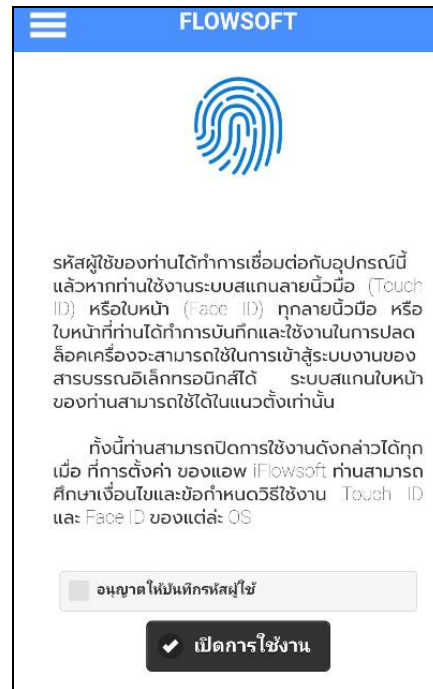 FLOWSOFT
รหัสผู้ใช้ของท่านได้ทำการเชื่อมต่อกับอุปกรณ์นี้
แล้วหากท่านใช้งานระบบสแกนลายนิ้วมือ (Touch
ID) หรือใบหน้า (Face ID) ทุกลายนิ้วมือ หรือ
ใบหน้าที่ท่านได้ทำการบันทึกและใช้งานในการปลด
ล็อคเครื่องจะสามารถใช้ในการเข้าสู้ระบบงานของ
สารบรรณอิเล็กทรอนิกส์ได้ ระบบสแกนใบหน้า
ของท่านสามารถใช้ได้ในแนวตั้งเท่านั้น
ทั้งนี้ท่านสามารถปิดการใช้งานดังกล่าวได้ทุก
เมื่อ ที่การตั้งค่า ของแอพ iFlowsoft ท่านสามารถ
ศึกษาเงื่อนไขและข้อกำหนดวิธีใช้งาน Touch ID
และ Face ID ของแต่ล่ะ OS
อนุญาตให้บันทึกรหัสผู้ใช้
เปิดการใช้งาน